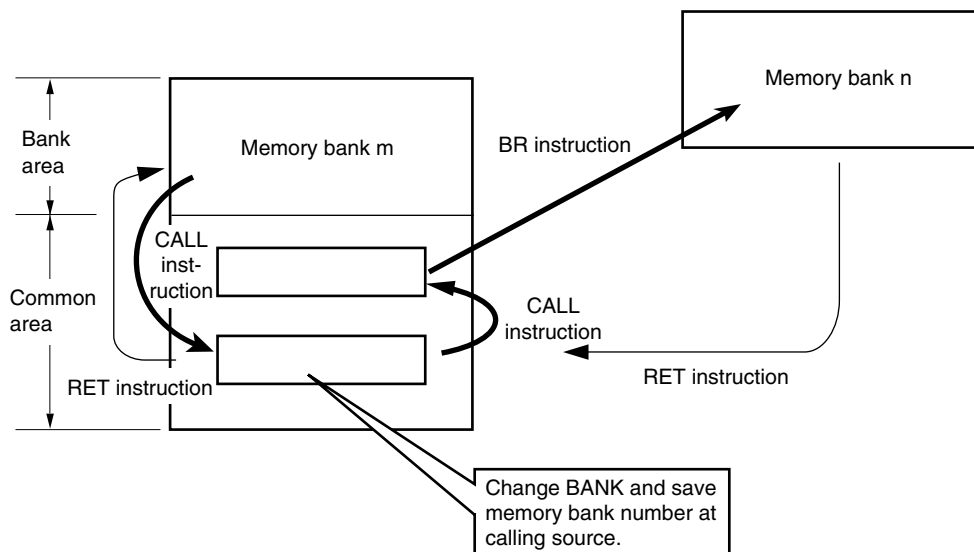 Memory bank n
Bank
area
Memory bank m
BR instruction
CALL
inst-
ruction
Common
area
CALL
instruction
RET instruction
RET instruction
Change BANK and save
memory bank number at
calling source.